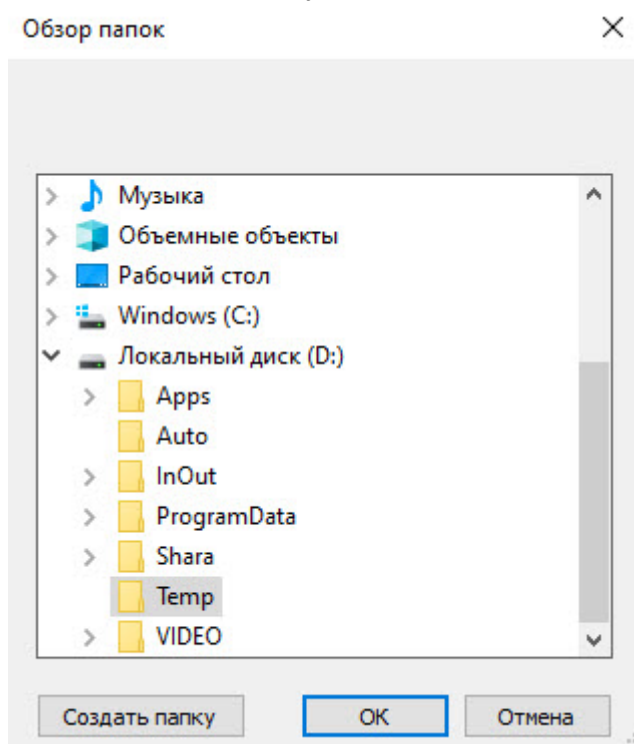 Обзор папок
Музыка
Объемные объекты
Рабочий стол
Windows (C:)
Локальный диск (D:)
Apps
Auto
InOut
ProgramData
Shara
Temp
VIDEO
Создать папку
ОК
Отмена